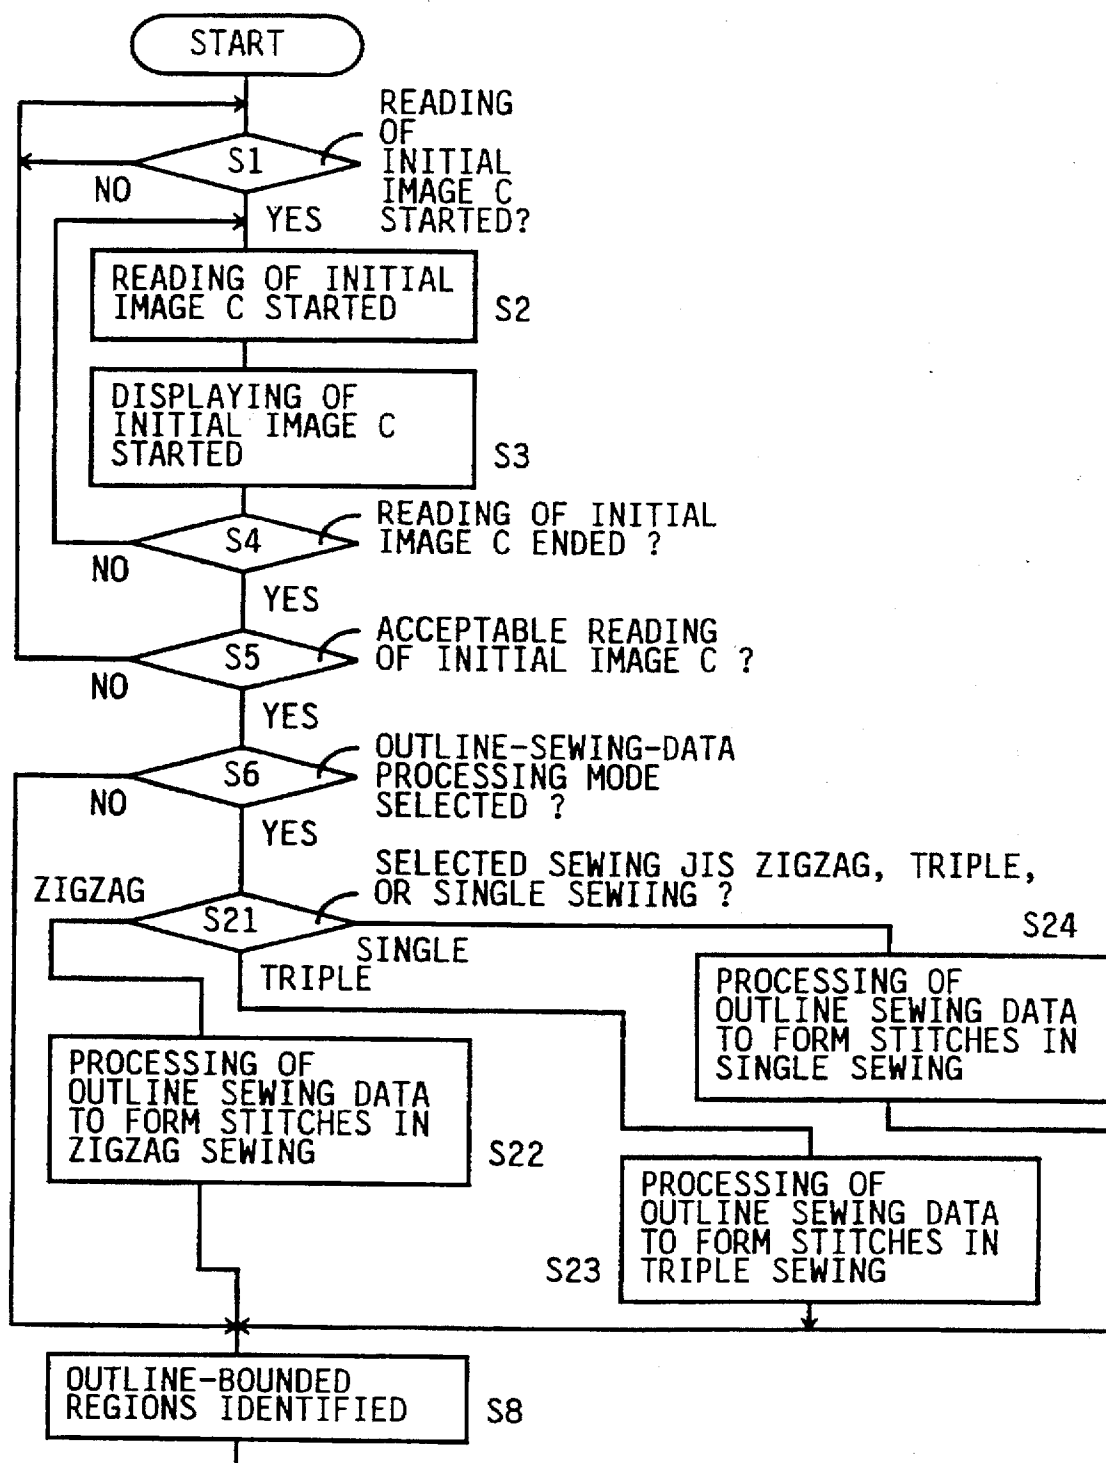 START
READING
OF
INITIAL
IMAGE C
STARTED?
S1
NO
YES
READING OF INITIAL
IMAGE C STARTED
S2
DISPLAYING OF
INITIAL IMAGE C
STARTED
S3
READING OF INITIAL
IMAGE C ENDED ?
S4
NO
YES
ACCEPTABLE READING
OF INITIAL IMAGE C ?
S5
NO
YES
OUTLINE-SEWING-DATA
PROCESSING MODE
SELECTED ?
S6
NO
YES
SELECTED SEWING JIS ZIGZAG, TRIPLE,
OR SINGLE SEWIING ?
ZIGZAG
S21
SINGLE
TRIPLE
S24
PROCESSING OF
OUTLINE SEWING DATA
TO FORM STITCHES IN
SINGLE SEWING
PROCESSING OF
OUTLINE SEWING DATA
TO FORM STITCHES IN
ZIGZAG SEWING
S22
PROCESSING OF
OUTLINE SEWING DATA
TO FORM STITCHES IN
TRIPLE SEWING
S23
OUTLINE-BOUNDED
REGIONS IDENTIFIED
S8